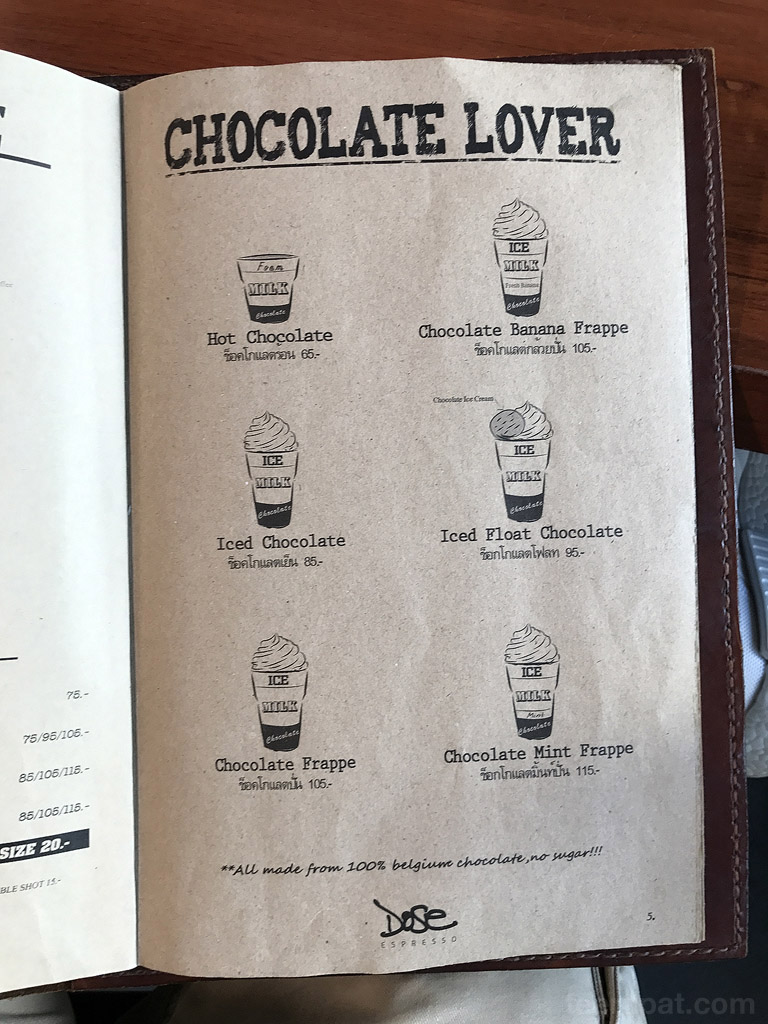 CHOCOLATE LOVER
Foam
MILK
Chocolate
Hot Chocolate
ช็อคโกแลตร้อน 65.-
ICE
MILK
Fresh Banana
Chocolate
Chocolate Banana Frappe
ช็อคโกแลตกล้วยปั่น 105.-
ICE
MILK
Chocolate
Iced Chocolate
ช็อคโกแลตเย็น 85.-
Chocolate Ice Cream
ICE
MILK
Chocolate
Iced Float Chocolate
ช็อกโกแลตโฟลท 95.-
ICE
MILK
Chocolate
Chocolate Frappe
ช็อคโกแลตปั่น 105.-
ICE
MILK
Mint
Chocolate
Chocolate Mint Frappe
ช็อกโกแลตมิ้นท์ปั่น 115.-
**All made from 100% belgium chocolate,no sugar!!!
Dose
ESPRESSO
5.
75.-
75/95/105.-
85/105/115.-
85/105/115.-
SIZE 20.-
BLE SHOT 15.-